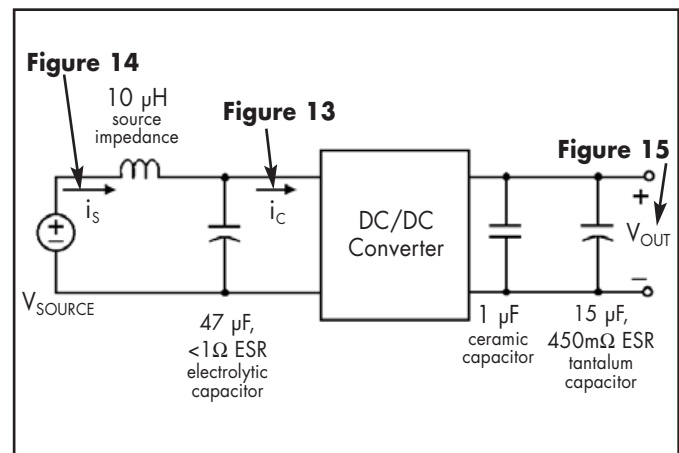 Figure 14
10 µH
source
impedance
Figure 13
Figure 15
i_S
i_C
DC/DC
Converter
+
V_OUT
–
+
–
V_SOURCE
47 µF,
<1Ω ESR
electrolytic
capacitor
1 µF
ceramic
capacitor
15 µF,
450mΩ ESR
tantalum
capacitor